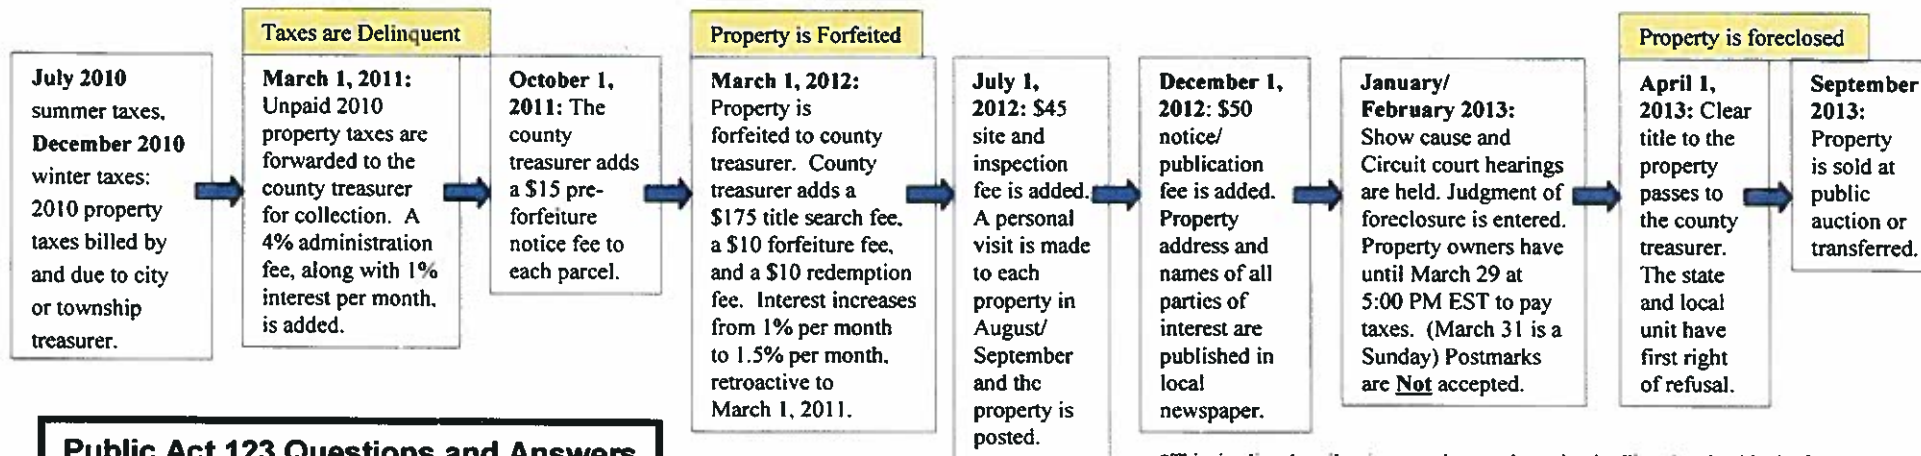 Taxes are Delinquent
Property is Forfeited
Property is foreclosed
July 2010
summer taxes,
December 2010
winter taxes:
2010 property
taxes billed by
and due to city
or township
treasurer.
March 1, 2011:
Unpaid 2010
property taxes are
forwarded to the
county treasurer
for collection. A
4% administration
fee, along with 1%
interest per month,
is added.
October 1,
2011: The
county
treasurer adds
a $15 pre-
forfeiture
notice fee to
each parcel.
March 1, 2012:
Property is
forfeited to county
treasurer. County
treasurer adds a
$175 title search fee,
a $10 forfeiture fee,
and a $10 redemption
fee. Interest increases
from 1% per month
to 1.5% per month,
retroactive to
March 1, 2011.
July 1,
2012: $45
site and
inspection
fee is added.
A personal
visit is made
to each
property in
August/
September
and the
property is
posted.
December 1,
2012: $50
notice/
publication
fee is added.
Property
address and
names of all
parties of
interest are
published in
local
newspaper.
January/
February 2013:
Show cause and
Circuit court hearings
are held. Judgment of
foreclosure is entered.
Property owners have
until March 29 at
5:00 PM EST to pay
taxes. (March 31 is a
Sunday) Postmarks
are Not accepted.
April 1,
2013: Clear
title to the
property
passes to
the county
treasurer.
The state
and local
unit have
first right
of refusal.
September
2013:
Property
is sold at
public
auction or
transferred.
Public Act 123 Questions and Answers